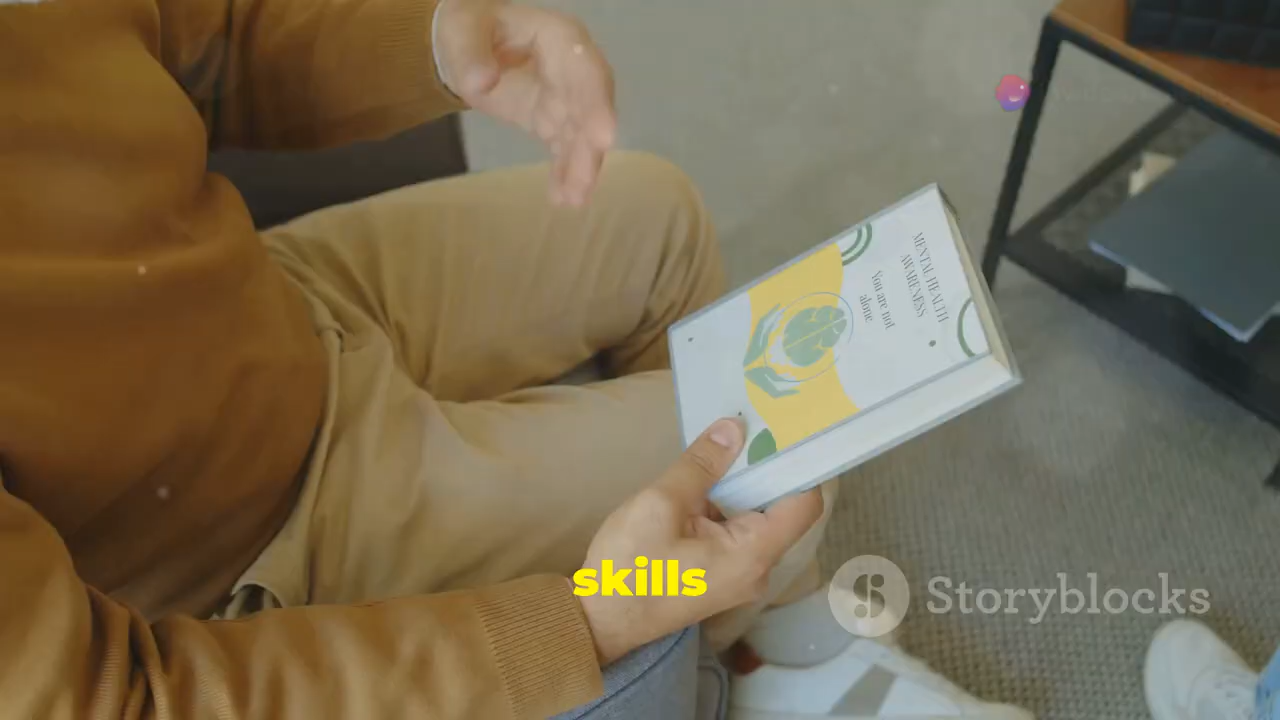 MENTAL HEALTH
AWARENESS
You are not
alone
skills
Storyblocks